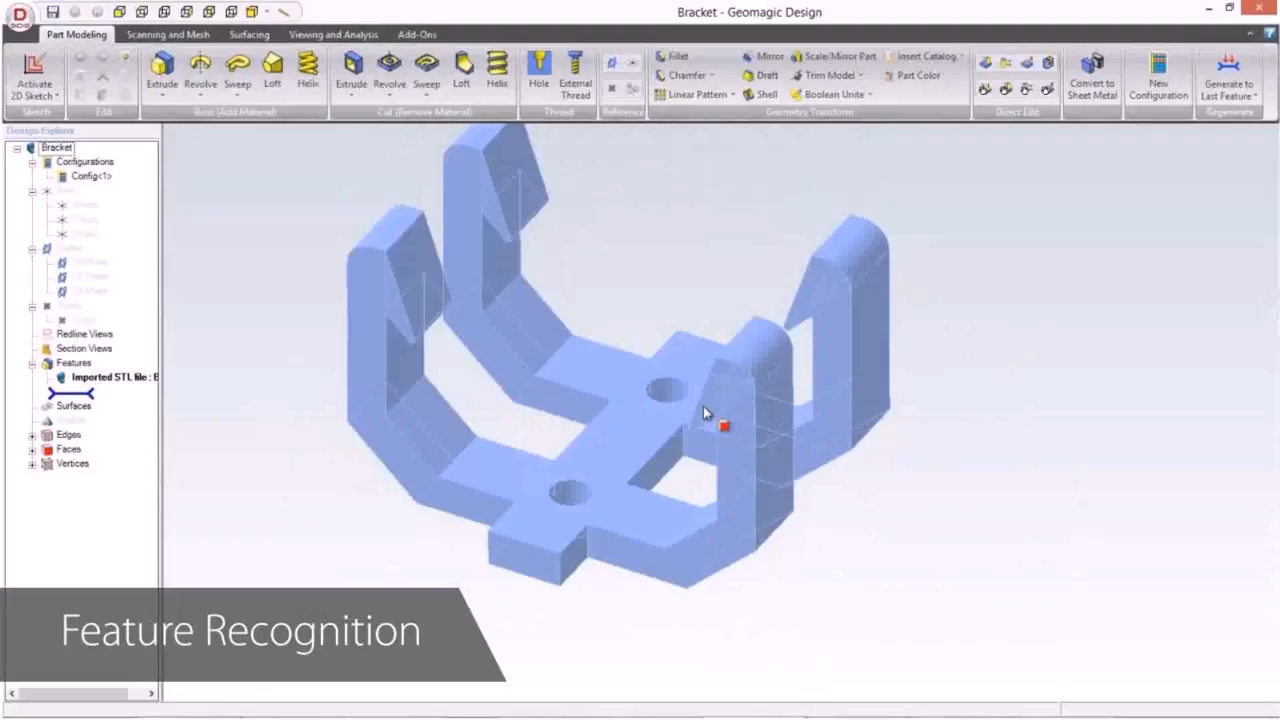 Bracket - Geomagic Design
Part Modeling Scanning and Mesh Surfacing Viewing and Analysis Add-Ons
Activate 2D Sketch
Extrude Revolve Sweep Loft Helix
Extrude Revolve Sweep Loft Helix
Hole External Thread
Fillet Mirror Scale/Mirror Part Insert Catalog
Chamfer Draft Trim Model Part Color
Linear Pattern Shell Boolean Unite
Convert to Sheet Metal
New Configuration
Generate to Last Feature
Sketch Edit Boss (Add Material) Cut (Remove Material) Thread Reference Geometry Transform Direct Edit Regenerate
Design Explorer
Bracket
Configurations
Config<1>
Redline Views
Section Views
Features
Imported STL file : B
Surfaces
Edges
Faces
Vertices
Feature Recognition